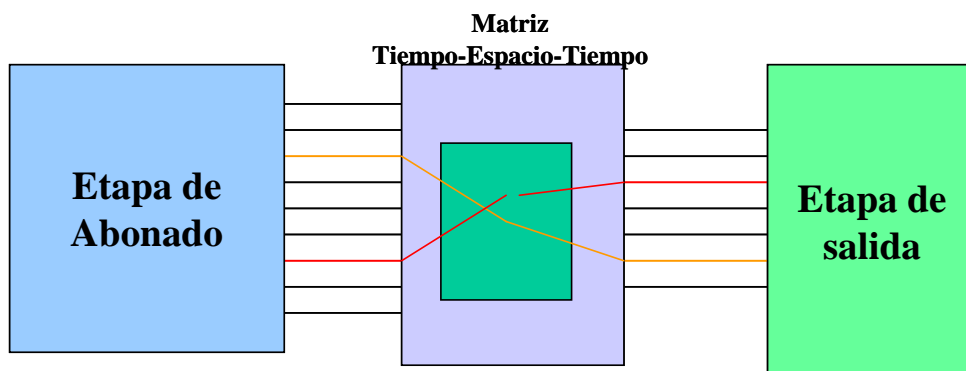 Matriz
Tiempo-Espacio-Tiempo
Etapa de
Abonado
Etapa de
salida